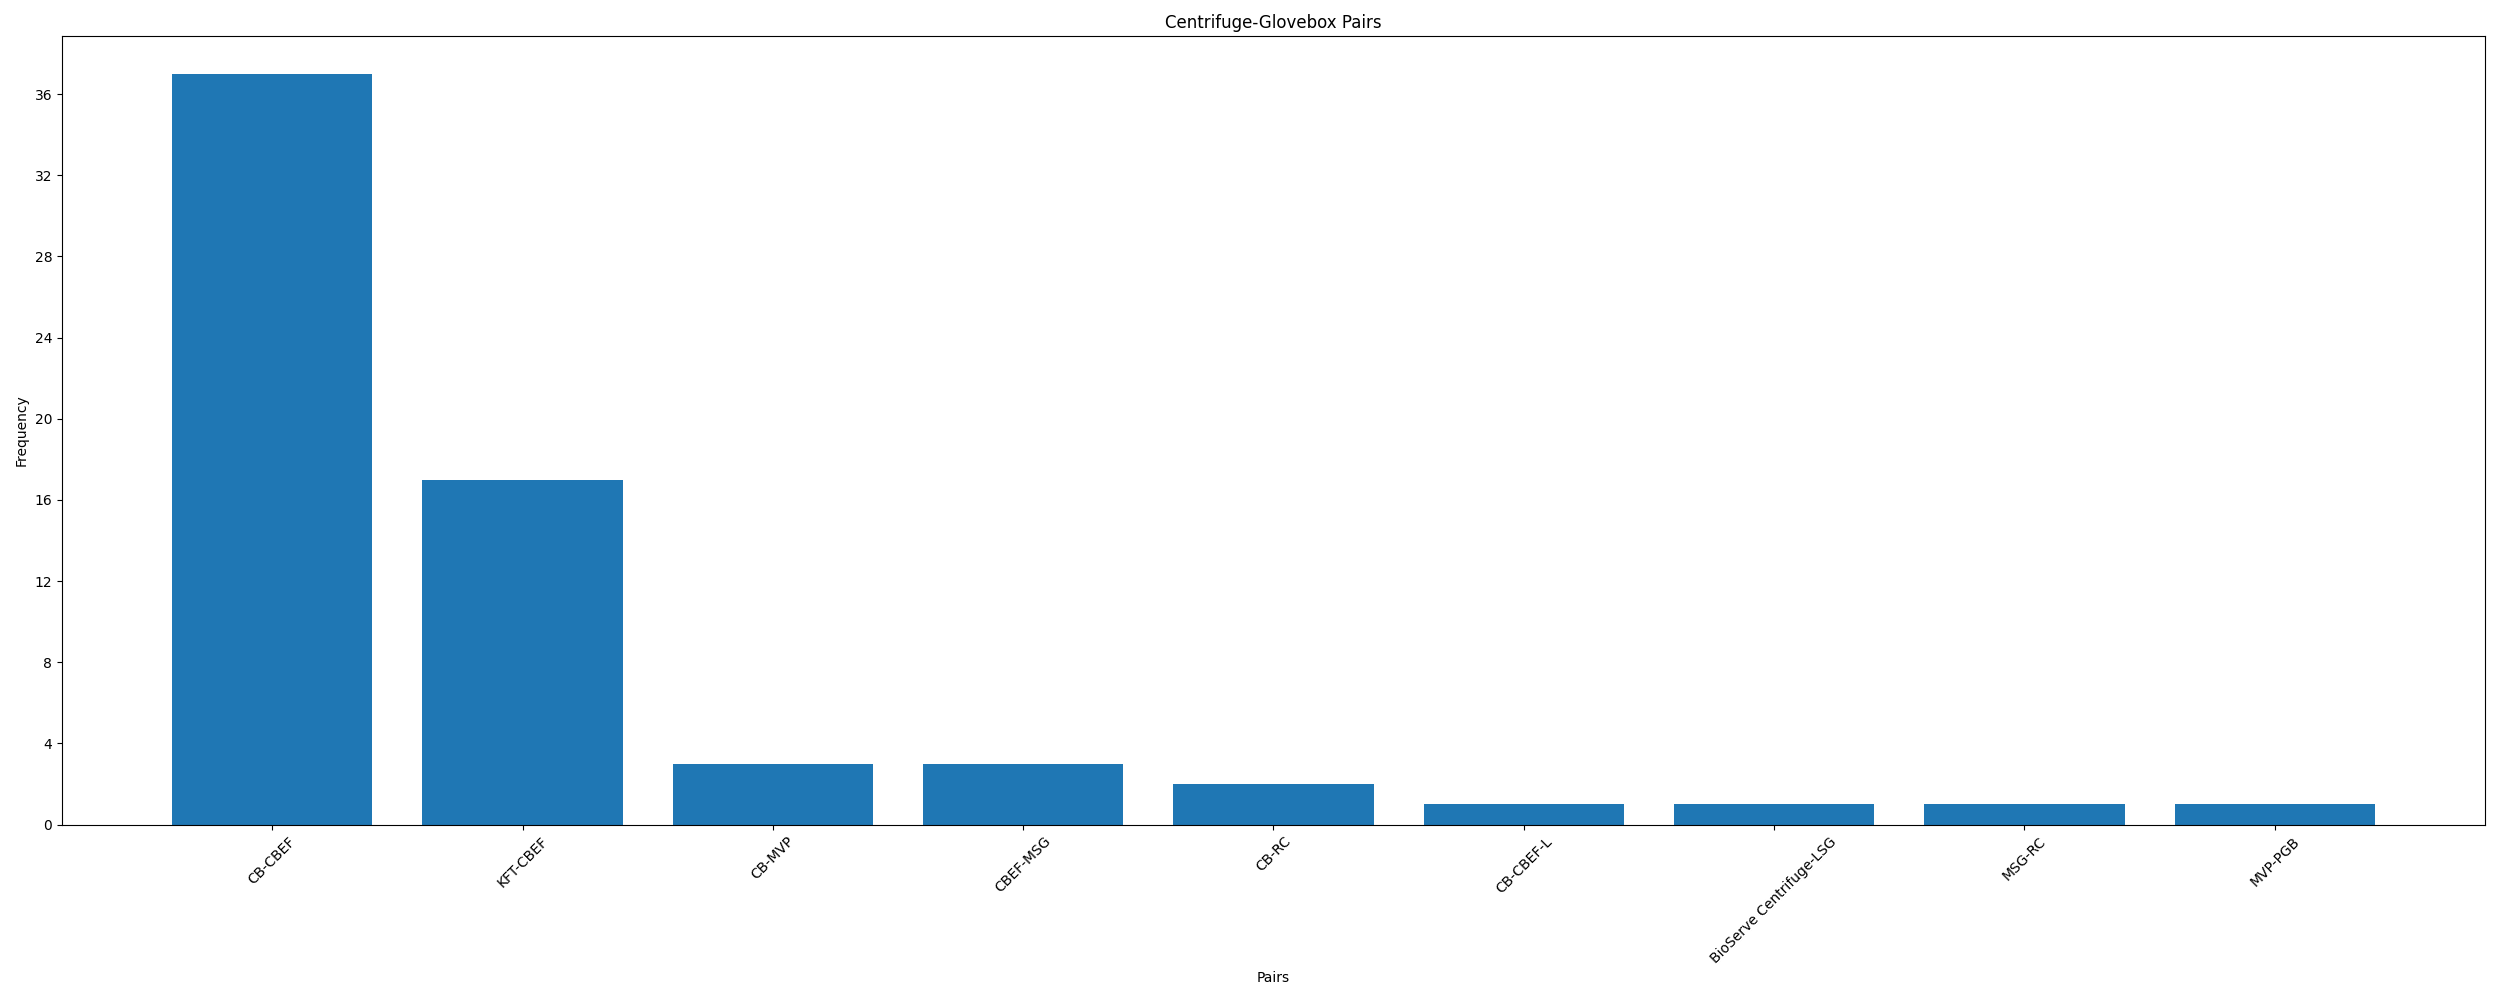 Centrifuge-Glovebox Pairs
Frequency
36
32
28
24
20
16
12
8
4
0
CB-CBEF
KFT-CBEF
CB-MVP
CBEF-MSG
CB-RC
CB-CBEF-L
BioServe Centrifuge-LSG
MSG-RC
MVP-PGB
Pairs